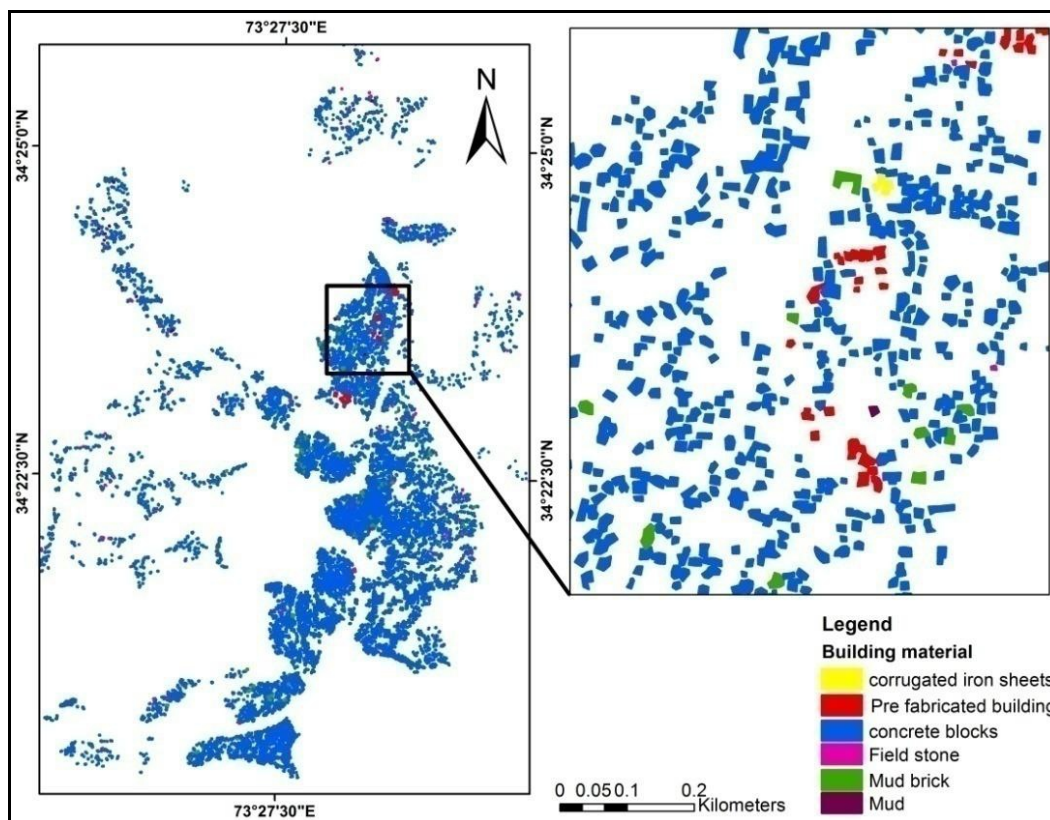 73°27'30"E
N
34°25'0"N
34°25'0"N
34°22'30"N
34°22'30"N
73°27'30"E
Legend
Building material
corrugated iron sheets
Pre fabricated building
concrete blocks
Field stone
Mud brick
Mud
0 0.05 0.1 0.2
Kilometers